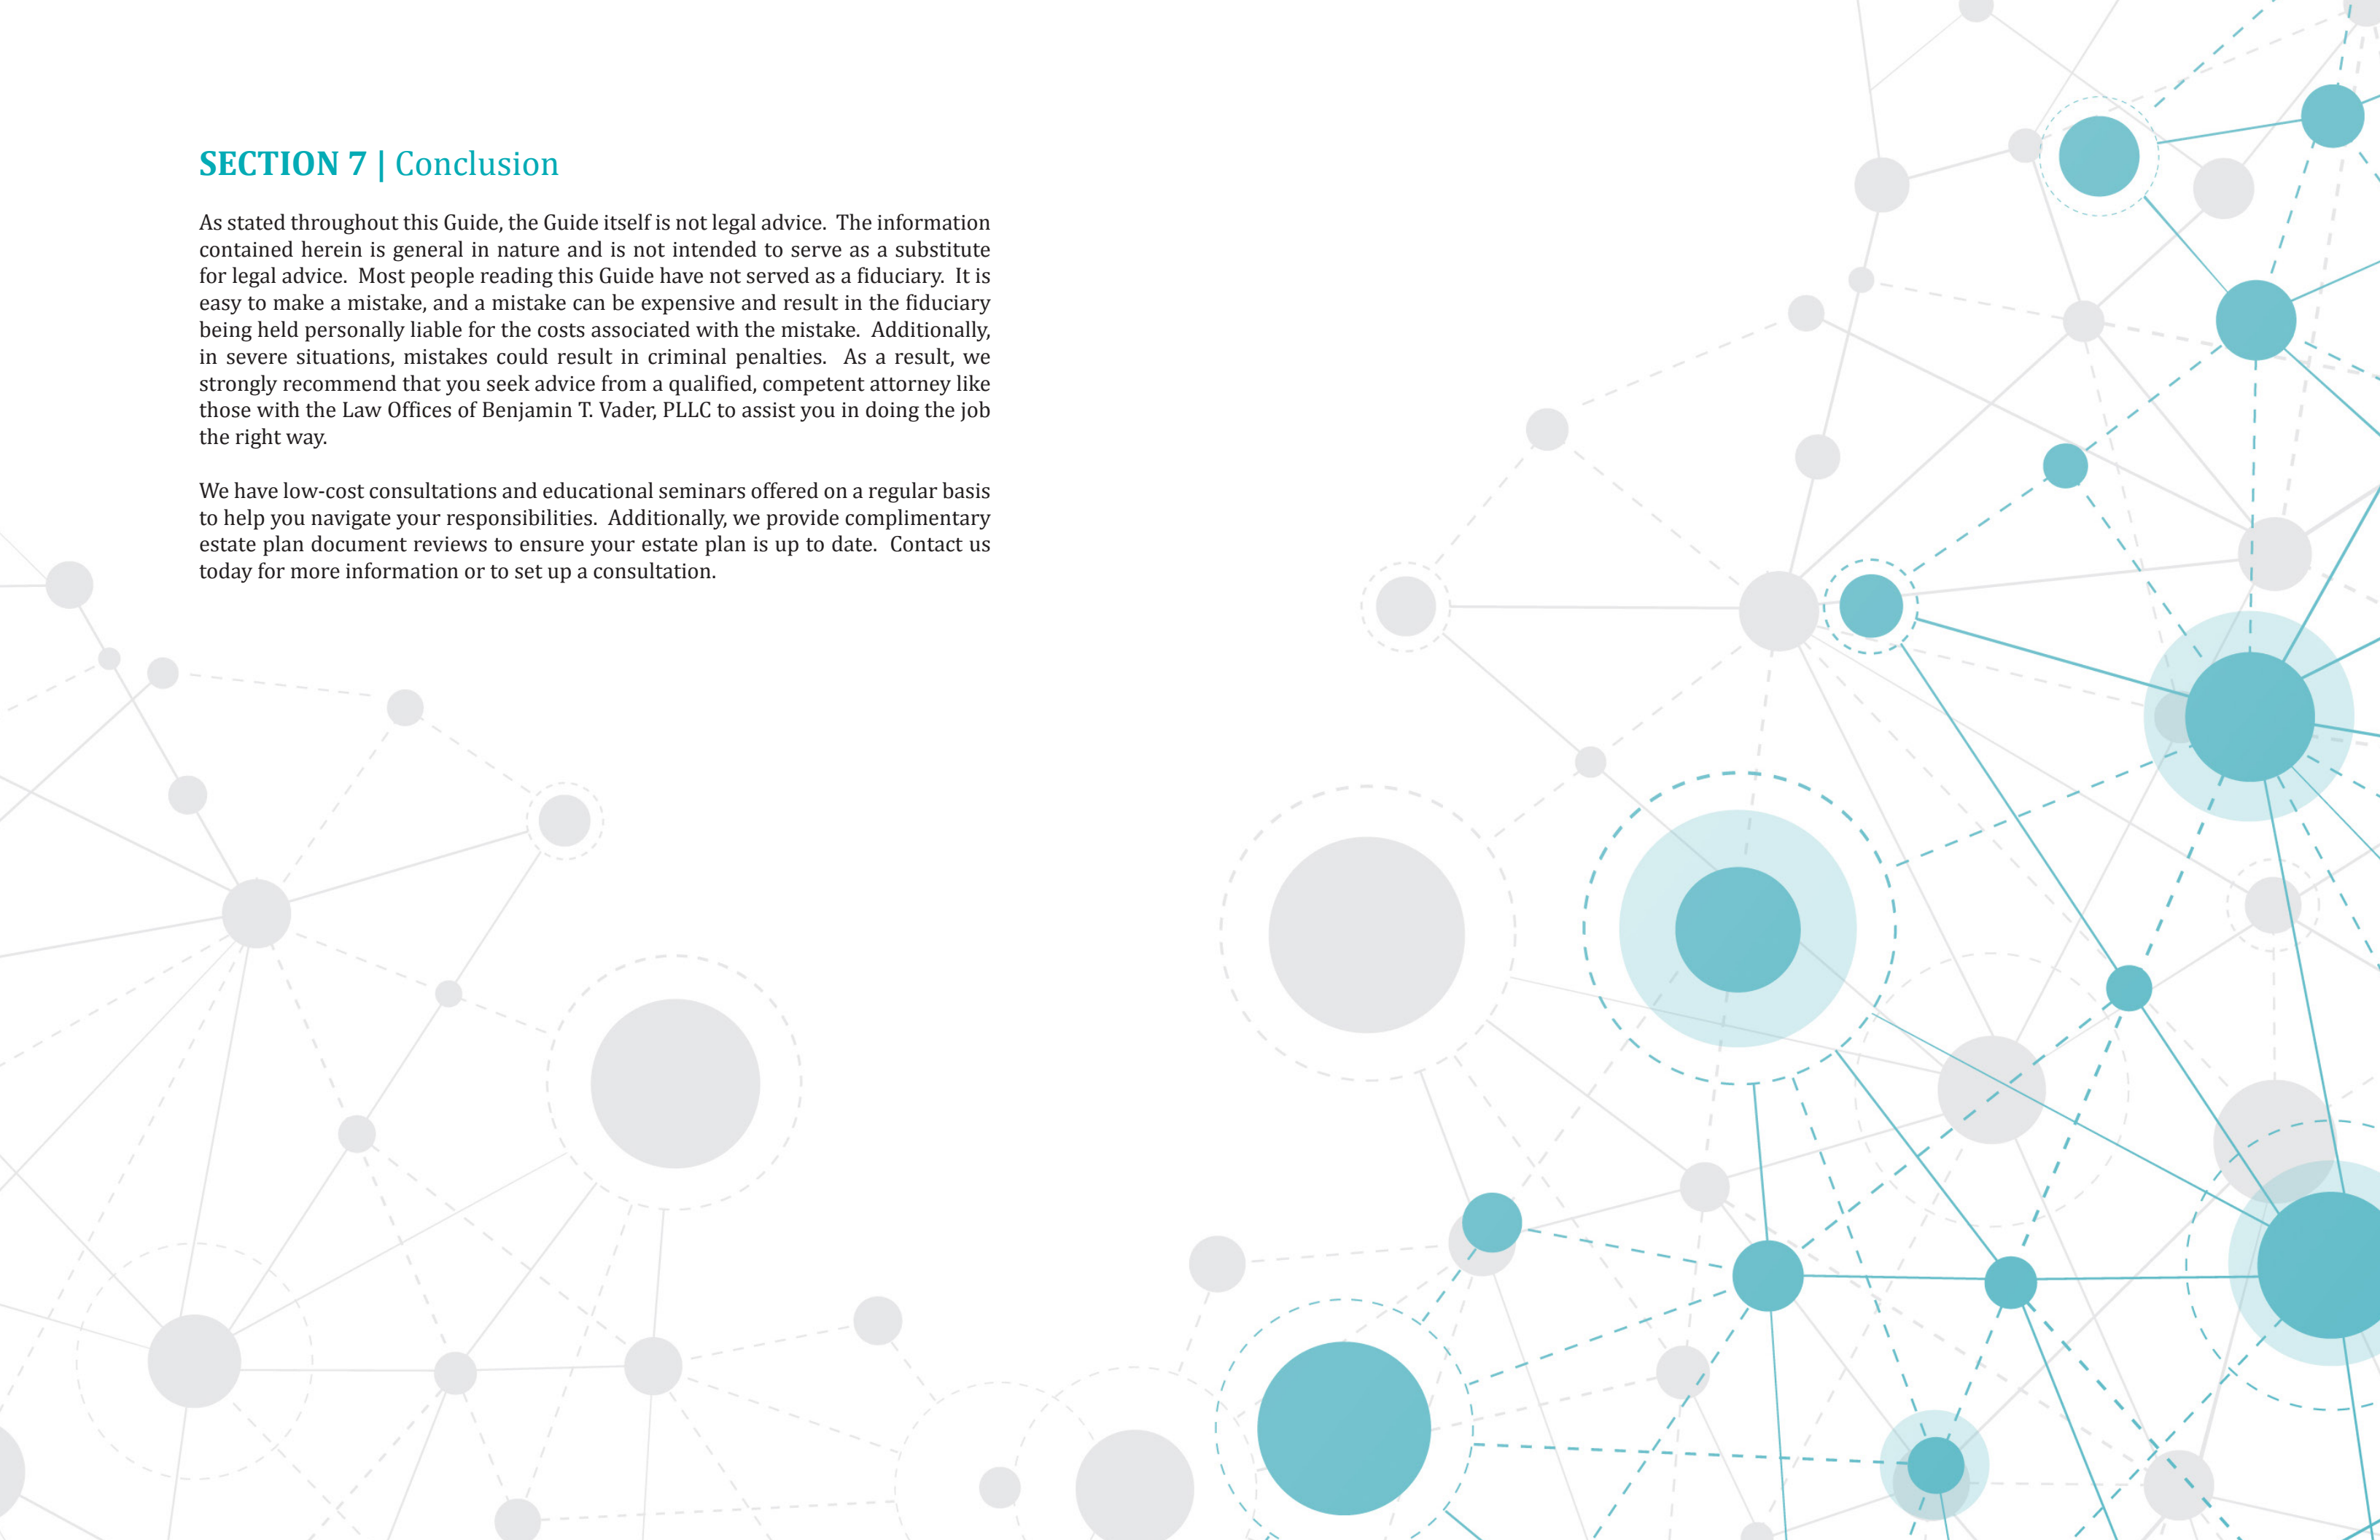 SECTION 7 | Conclusion
As stated throughout this Guide, the Guide itself is not legal advice.  The information
contained herein is general in nature and is not intended to serve as a substitute
for legal advice.  Most people reading this Guide have not served as a fiduciary.  It is
easy to make a mistake, and a mistake can be expensive and result in the fiduciary
being held personally liable for the costs associated with the mistake.  Additionally,
in severe situations, mistakes could result in criminal penalties.  As a result, we
strongly recommend that you seek advice from a qualified, competent attorney like
those with the Law Offices of Benjamin T. Vader, PLLC to assist you in doing the job
the right way.
We have low-cost consultations and educational seminars offered on a regular basis
to help you navigate your responsibilities.  Additionally, we provide complimentary
estate plan document reviews to ensure your estate plan is up to date.  Contact us
today for more information or to set up a consultation.